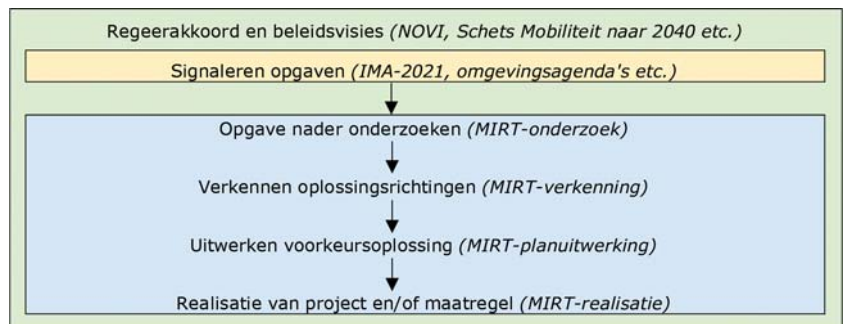 Regeerakkoord en beleidsvisies (NOVI, Schets Mobiliteit naar 2040 etc.)
Signaleren opgaven (IMA-2021, omgevingsagenda's etc.)
Opgave nader onderzoeken (MIRT-onderzoek)
Verkennen oplossingsrichtingen (MIRT-verkenning)
Uitwerken voorkeursoplossing (MIRT-planuitwerking)
Realisatie van project en/of maatregel (MIRT-realisatie)